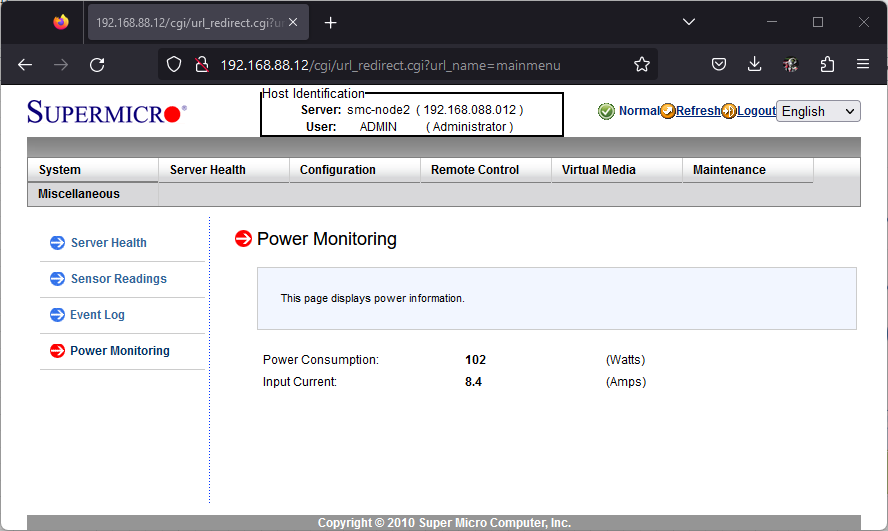 192.168.88.12/cgi/url_redirect.cgi?u
192.168.88.12/cgi/url_redirect.cgi?url_name=mainmenu
SUPERMICRO®
Host Identification
Server: smc-node2 ( 192.168.088.012 )
User: ADMIN ( Administrator )
Normal Refresh Logout English
System Server Health Configuration Remote Control Virtual Media Maintenance
Miscellaneous
Server Health
Sensor Readings
Event Log
Power Monitoring
Power Monitoring
This page displays power information.
Power Consumption: 102 (Watts)
Input Current: 8.4 (Amps)
Copyright © 2010 Super Micro Computer, Inc.